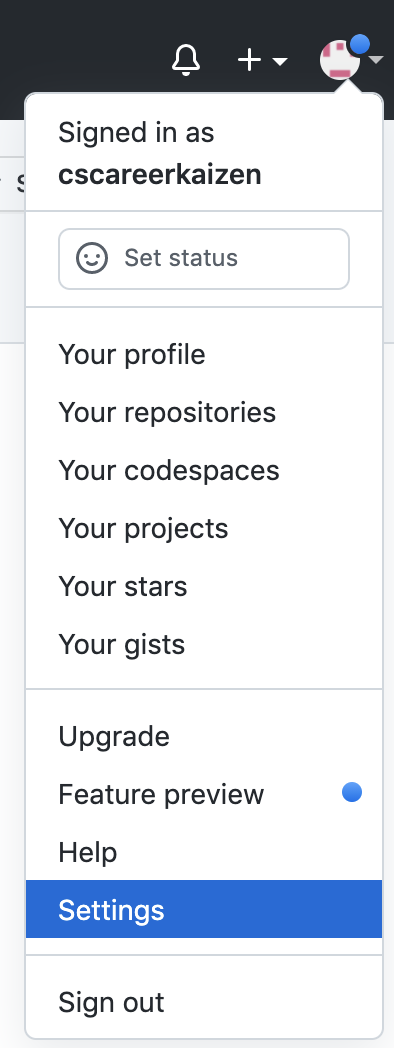 Signed in as
cscareerkaizen
Set status
Your profile
Your repositories
Your codespaces
Your projects
Your stars
Your gists
Upgrade
Feature preview
Help
Settings
Sign out